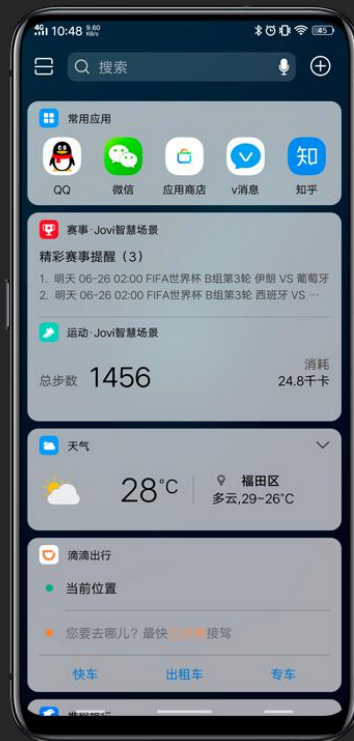 4G 10:48 9.60 KB/s 45
搜索
常用应用
QQ 微信 应用商店 v消息 知乎
知
赛事·Jovi智慧场景
精彩赛事提醒（3）
1. 明天 06-26 02:00 FIFA世界杯 B组第3轮 伊朗 VS 葡萄牙
2. 明天 06-26 02:00 FIFA世界杯 B组第3轮 西班牙 VS ···
运动·Jovi智慧场景
消耗
总步数 1456 24.8千卡
天气
28°C 福田区
多云,29~26°C
滴滴出行
当前位置
您要去哪儿？最快 接驾
快车 出租车 专车